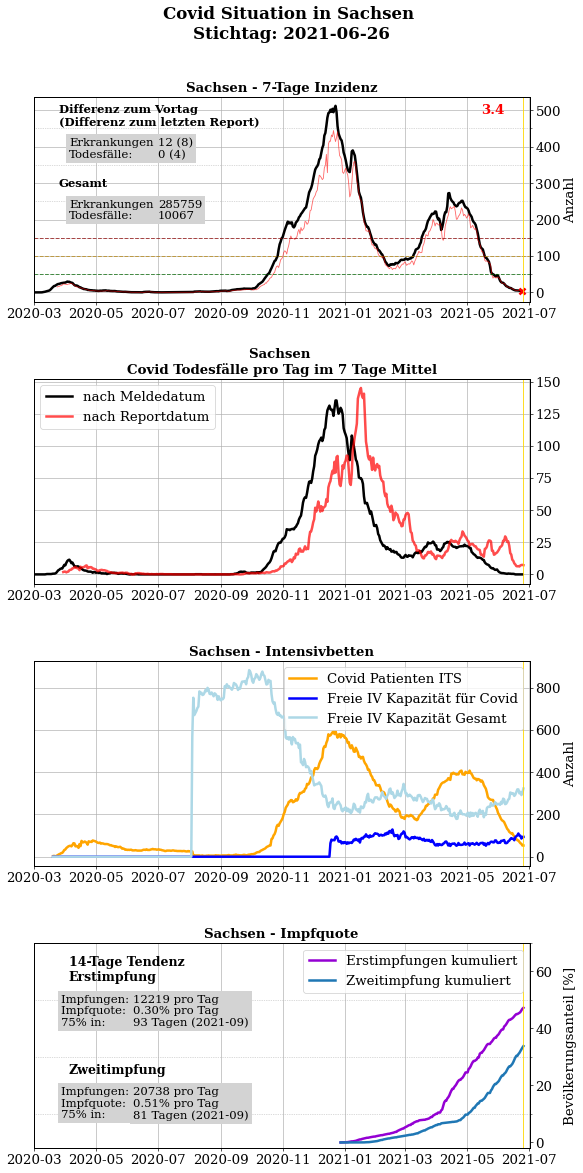 Covid Situation in Sachsen
Stichtag: 2021-06-26
Sachsen - 7-Tage Inzidenz
Differenz zum Vortag
(Differenz zum letzten Report)
Erkrankungen 12 (8)
Todesfälle: 0 (4)
Gesamt
Erkrankungen 285759
Todesfälle: 10067
3.4
500
400
300
200
100
0
Anzahl
2020-03 2020-05 2020-07 2020-09 2020-11 2021-01 2021-03 2021-05 2021-07
Sachsen
Covid Todesfälle pro Tag im 7 Tage Mittel
nach Meldedatum
nach Reportdatum
150
125
100
75
50
25
0
2020-03 2020-05 2020-07 2020-09 2020-11 2021-01 2021-03 2021-05 2021-07
Sachsen - Intensivbetten
Covid Patienten ITS
Freie IV Kapazität für Covid
Freie IV Kapazität Gesamt
800
600
400
200
0
Anzahl
2020-03 2020-05 2020-07 2020-09 2020-11 2021-01 2021-03 2021-05 2021-07
Sachsen - Impfquote
14-Tage Tendenz
Erstimpfung
Impfungen: 12219 pro Tag
Impfquote: 0.30% pro Tag
75% in: 93 Tagen (2021-09)
Zweitimpfung
Impfungen: 20738 pro Tag
Impfquote: 0.51% pro Tag
75% in: 81 Tagen (2021-09)
Erstimpfungen kumuliert
Zweitimpfung kumuliert
60
40
20
0
Bevölkerungsanteil [%]
2020-03 2020-05 2020-07 2020-09 2020-11 2021-01 2021-03 2021-05 2021-07